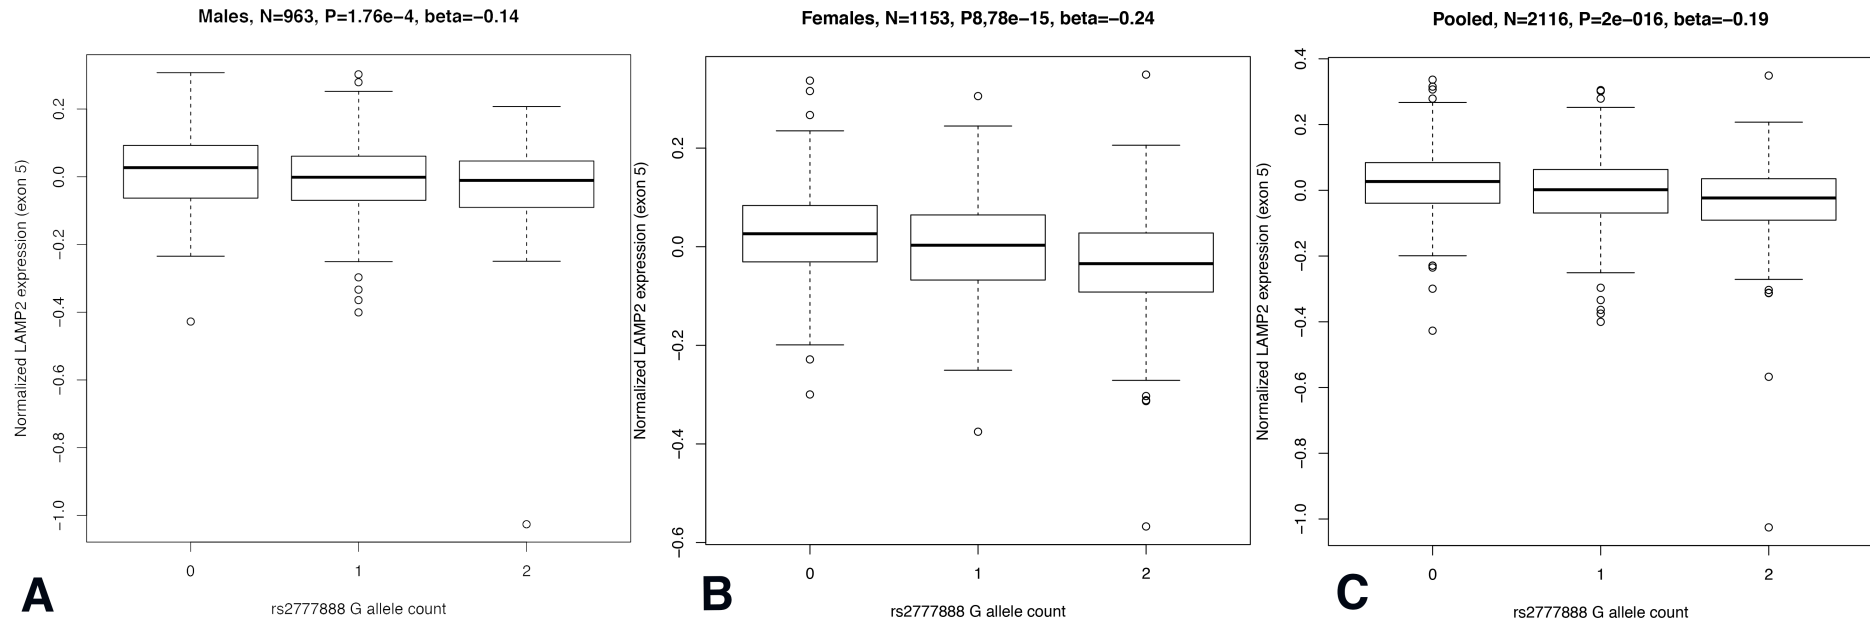 Males, N=963, P=1.76e−4, beta=−0.14
Normalized LAMP2 expression (exon 5)
0.2
0.0
−0.2
−0.4
−0.6
−0.8
−1.0
0 1 2
rs2777888 G allele count
A
Females, N=1153, P8,78e−15, beta=−0.24
Normalized LAMP2 expression (exon 5)
0.2
0.0
−0.2
−0.4
−0.6
0 1 2
rs2777888 G allele count
B
Pooled, N=2116, P=2e−016, beta=−0.19
Normalized LAMP2 expression (exon 5)
0.4
0.2
0.0
−0.2
−0.4
−0.6
−0.8
−1.0
0 1 2
rs2777888 G allele count
C